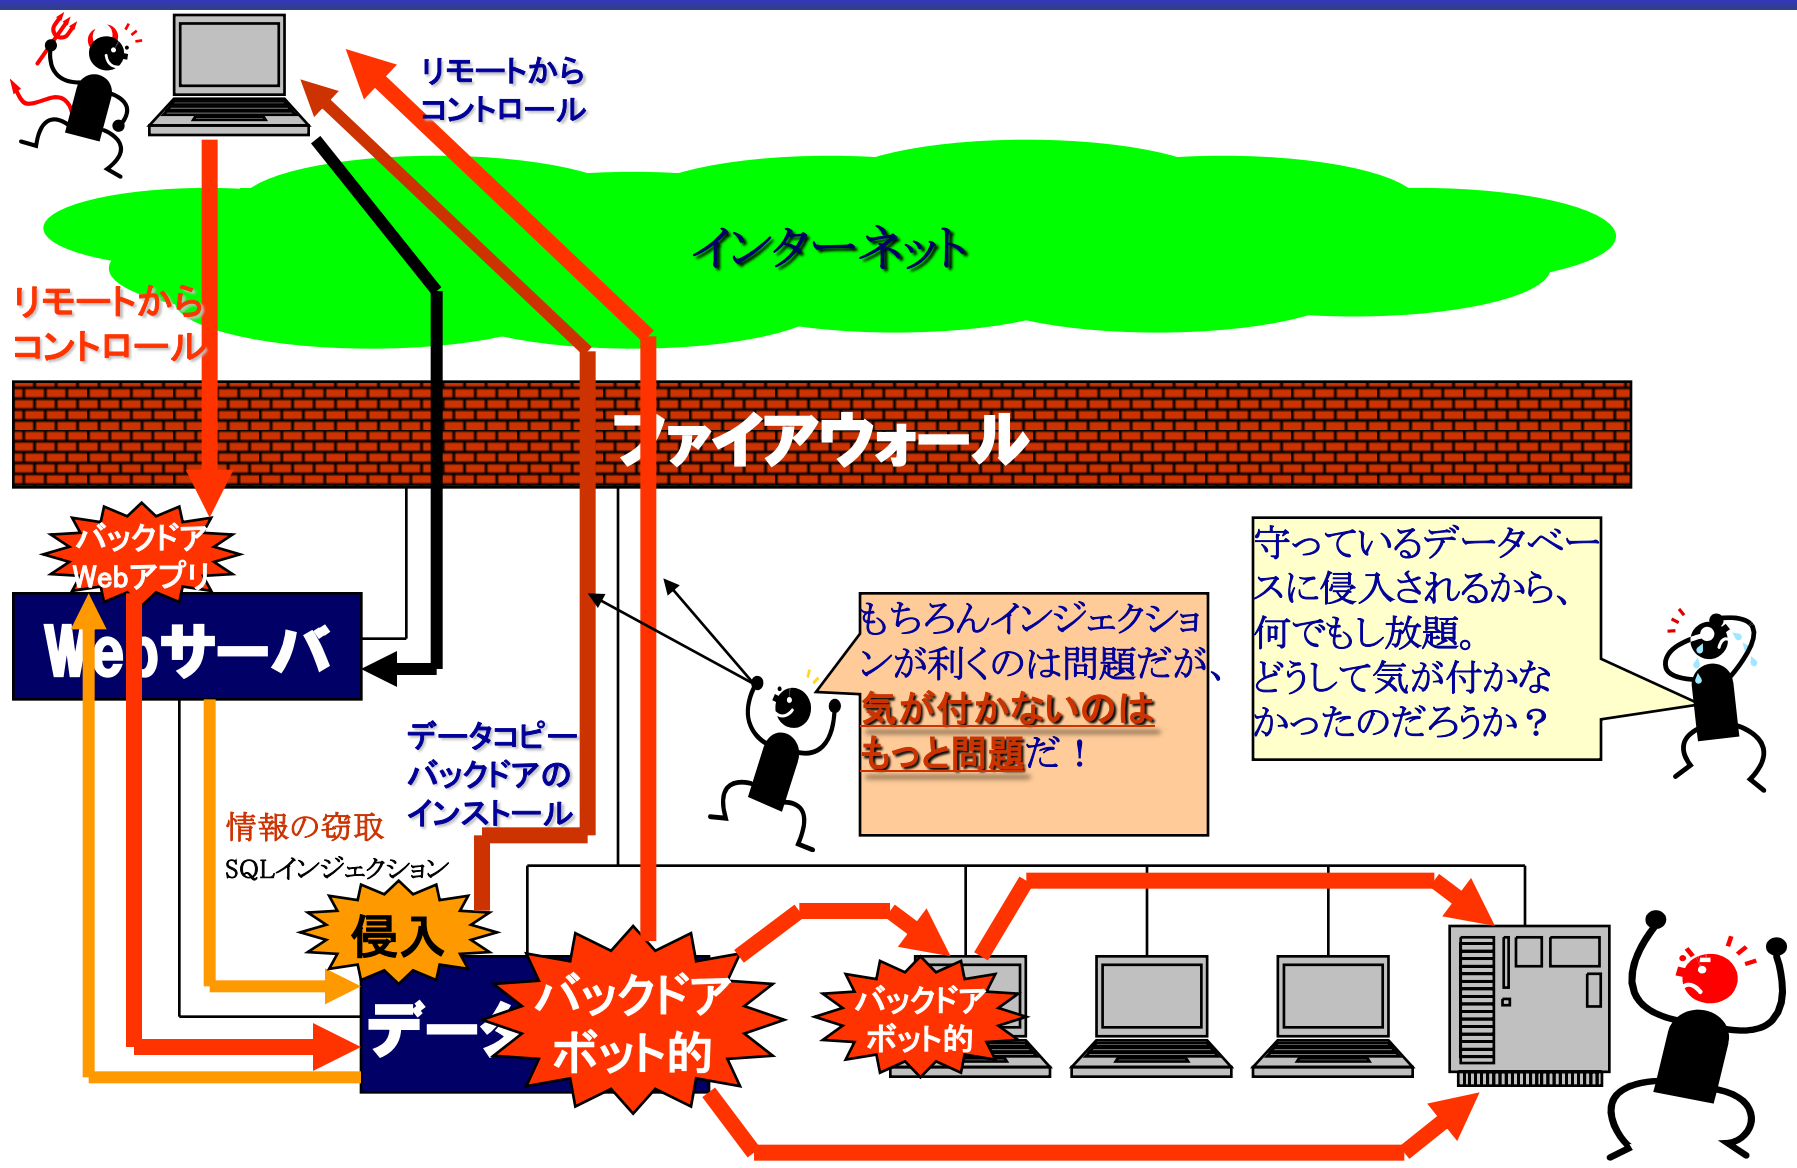 リモートから
コントロール
インターネット
リモートから
コントロール
ファイアウォール
バックドア
Webアプリ
守っているデータベー
スに侵入されるから、
何でもし放題。
どうして気が付かな
かったのだろうか？
もちろんインジェクショ
ンが利くのは問題だが、
気が付かないのは
もっと問題だ！
Webサーバ
データコピー
バックドアの
インストール
情報の窃取
SQLインジェクション
侵入
バックドア
ボット的
バックドア
ボット的